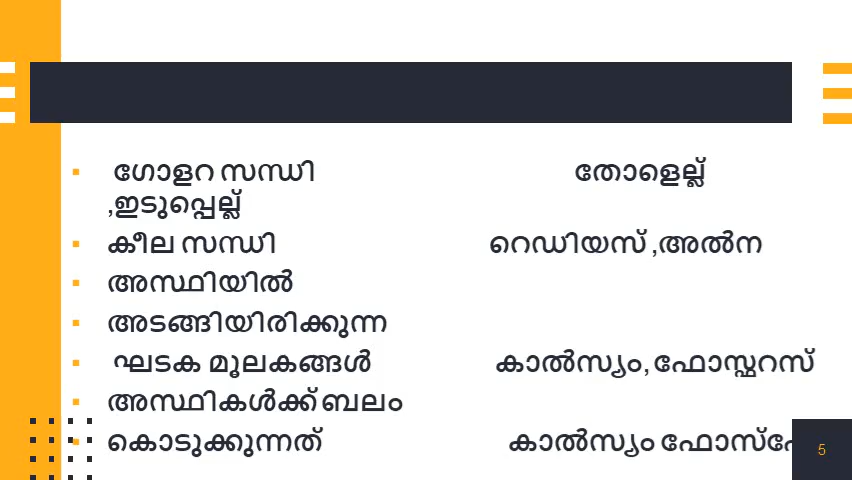 ഗോളറ സന്ധി തോളെല്ല്
,ഇടുപ്പെല്ല്
കീല സന്ധി റെഡിയസ് ,അൽന
അസ്ഥിയിൽ
അടങ്ങിയിരിക്കുന്ന
ഘടക മൂലകങ്ങൾ കാൽസ്യം, ഫോസ്ഫറസ്
അസ്ഥികൾക്ക് ബലം
കൊടുക്കുന്നത് കാൽസ്യം
5